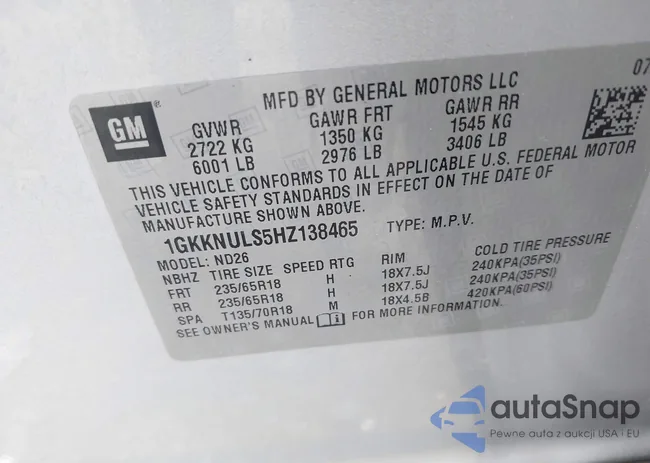 MFD BY GENERAL MOTORS LLC
07
GM
GVWR GAWR FRT GAWR RR
2722 KG 1350 KG 1545 KG
6001 LB 2976 LB 3406 LB
THIS VEHICLE CONFORMS TO ALL APPLICABLE U.S. FEDERAL MOTOR
VEHICLE SAFETY STANDARDS IN EFFECT ON THE DATE OF
MANUFACTURE SHOWN ABOVE.
1GKKNULS5HZ138465 TYPE: M.P.V.
MODEL: ND26
NBHZ TIRE SIZE SPEED RTG RIM COLD TIRE PRESSURE
FRT 235/65R18 H 18X7.5J 240KPA(35PSI)
RR 235/65R18 H 18X7.5J 240KPA(35PSI)
SPA T135/70R18 M 18X4.5B 420KPA(60PSI)
SEE OWNER'S MANUAL FOR MORE INFORMATION.
autaSnap
Pewne auta z aukcji USA i EU